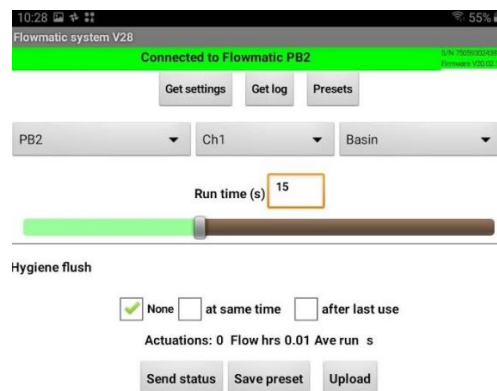 10:28 55%
Flowmatic system V28
Connected to Flowmatic PB2
Get settings Get log Presets
PB2 Ch1 Basin
Run time (s) 15
Hygiene flush
None at same time after last use
Actuations: 0 Flow hrs 0.01 Ave run s
Send status Save preset Upload